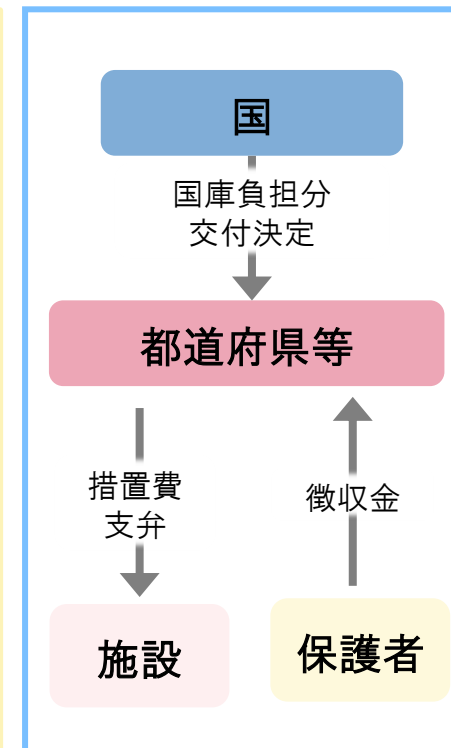 国
国庫負担分
交付決定
都道府県等
措置費
支弁
徴収金
施設
保護者